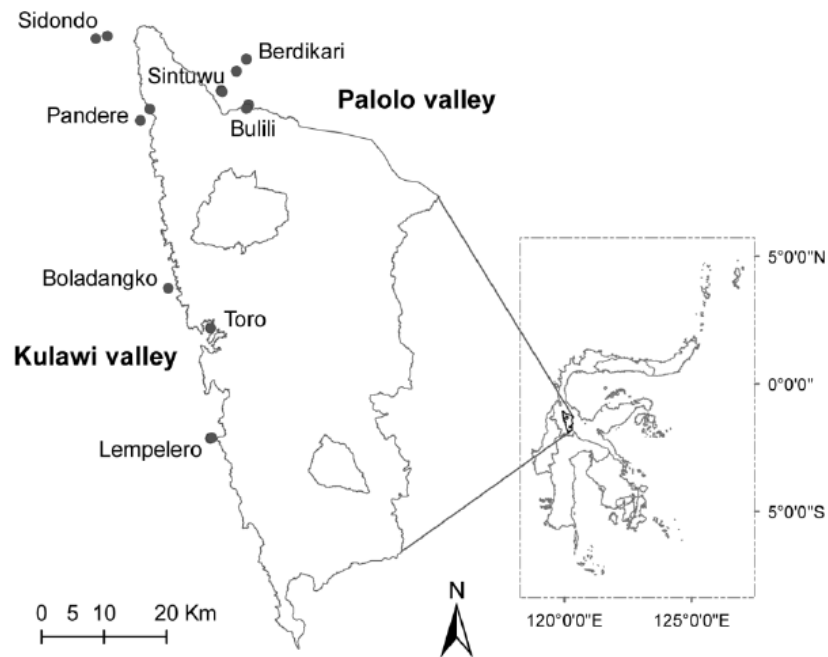 Sidondo
Berdikari
Sintuwu
Palolo valley
Pandere
Bulili
5°0'0"N
Boladangko
Toro
Kulawi valley
0°0'0"
Lempelero
5°0'0"S
N
0 5 10 20 Km
120°0'0"E 125°0'0"E